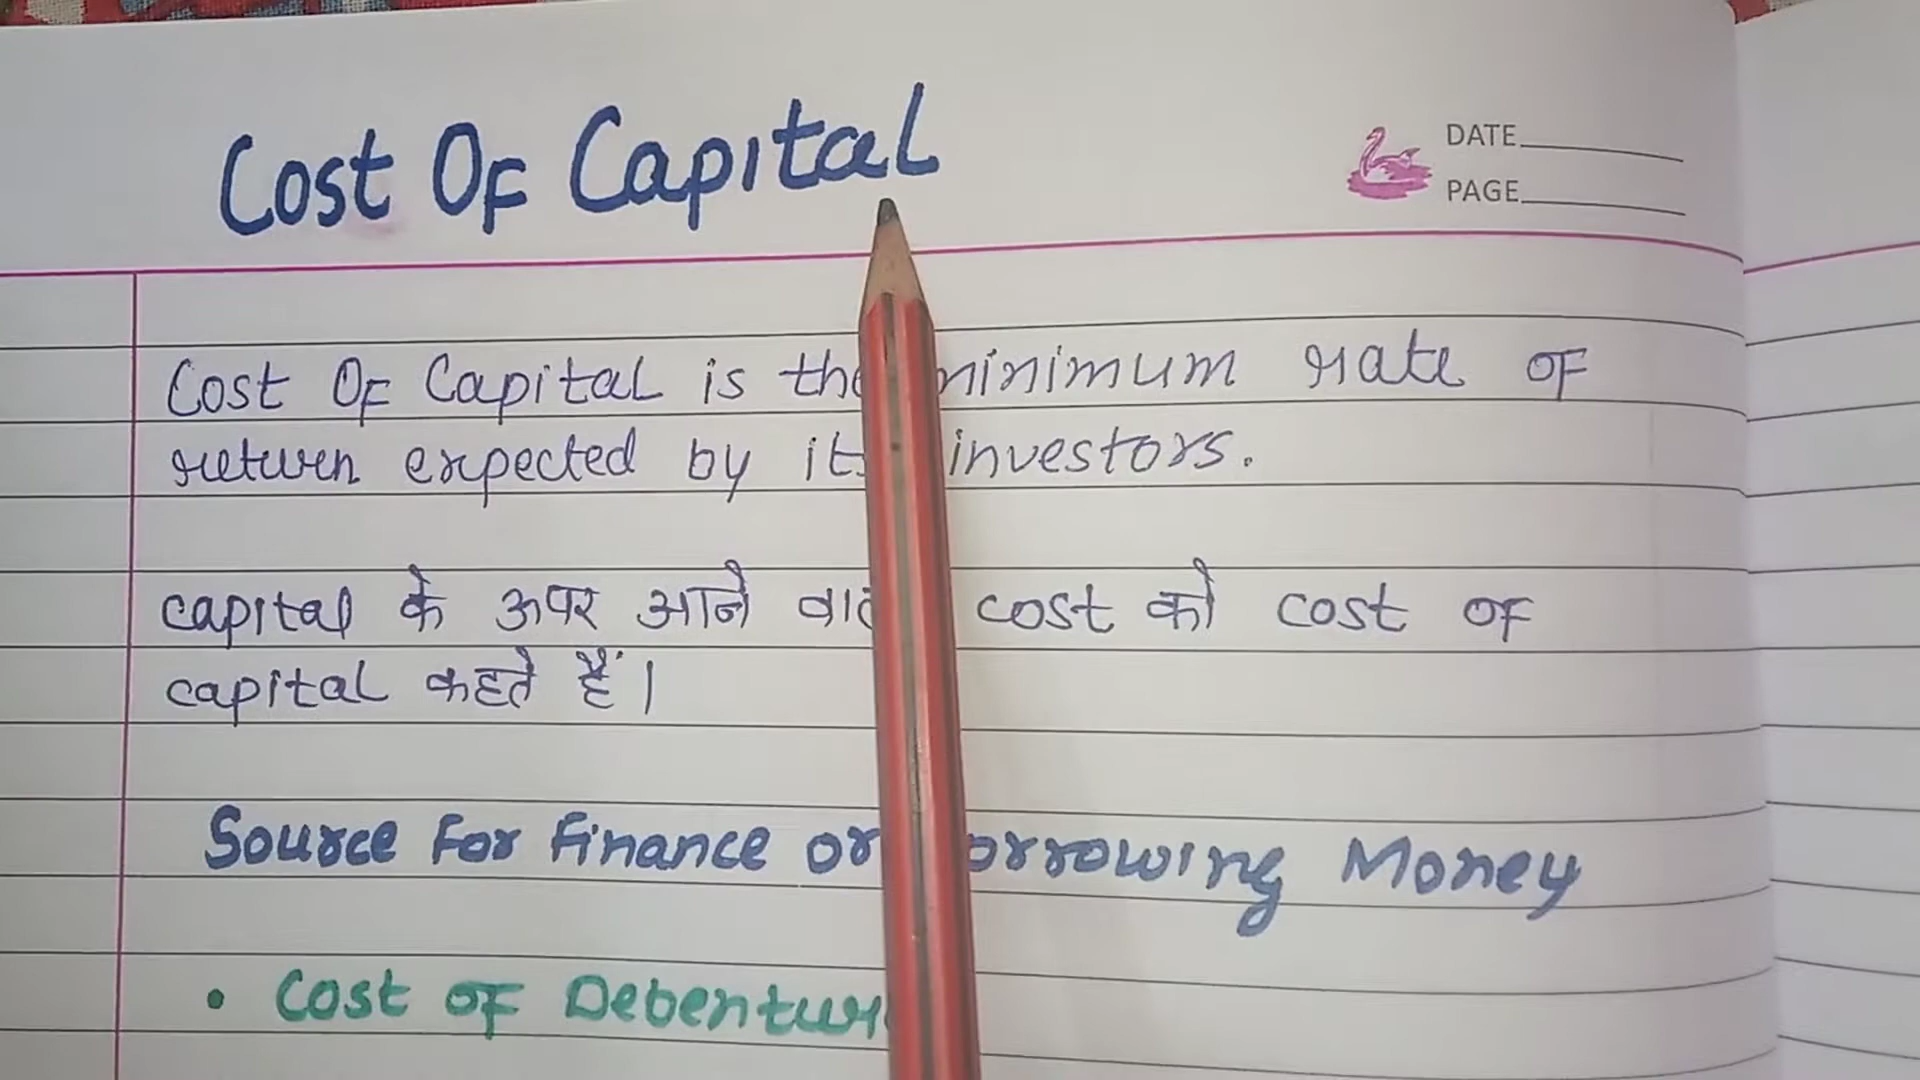 Cost Of Capital
DATE
PAGE
Cost Of Capital is the minimum rate of
return expected by its investors.
capital के ऊपर आने cost को cost of
capital कहते हैं।
Source For Finance or Borrowing Money
• Cost of Debenture